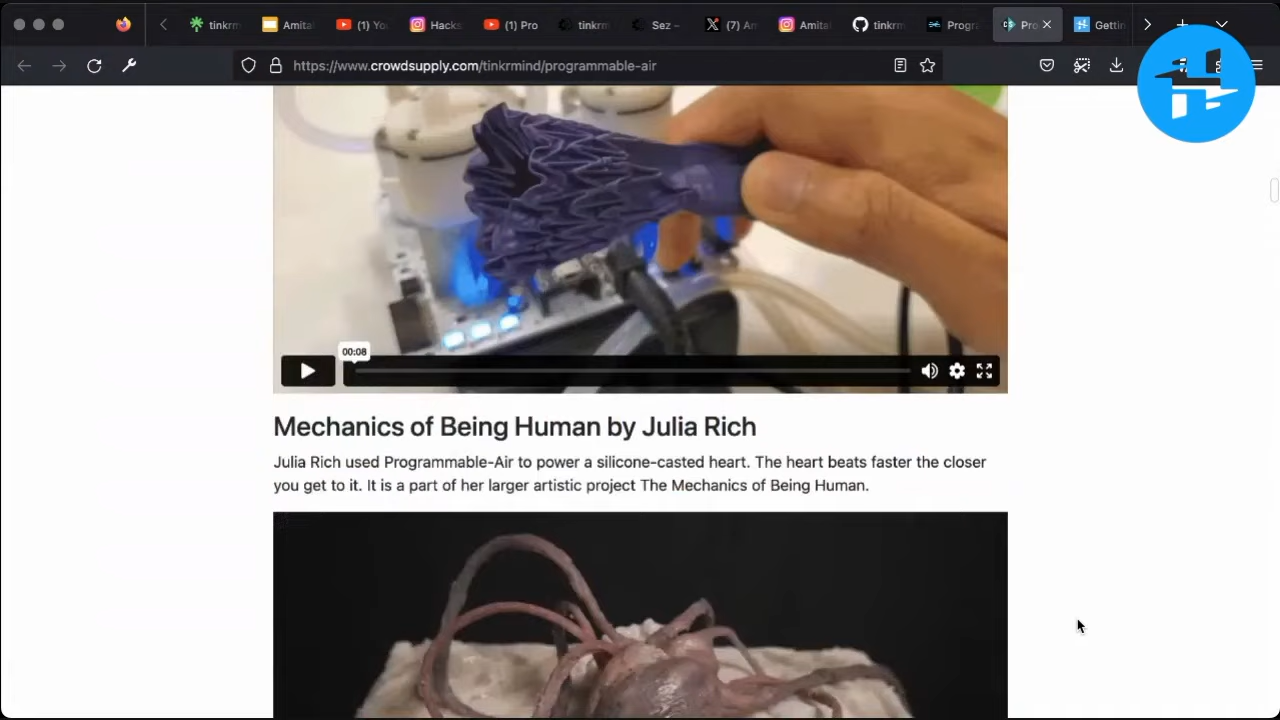 tinkrm
Amita
(1) Yo
Hacks
(1) Pro
tinkrm
Sez –
(7) A
Amita
tinkrm
Progr
Pro
Gettin
https://www.crowdsupply.com/tinkrmind/programmable-air
00:08
Mechanics of Being Human by Julia Rich
Julia Rich used Programmable-Air to power a silicone-casted heart. The heart beats faster the closer
you get to it. It is a part of her larger artistic project The Mechanics of Being Human.